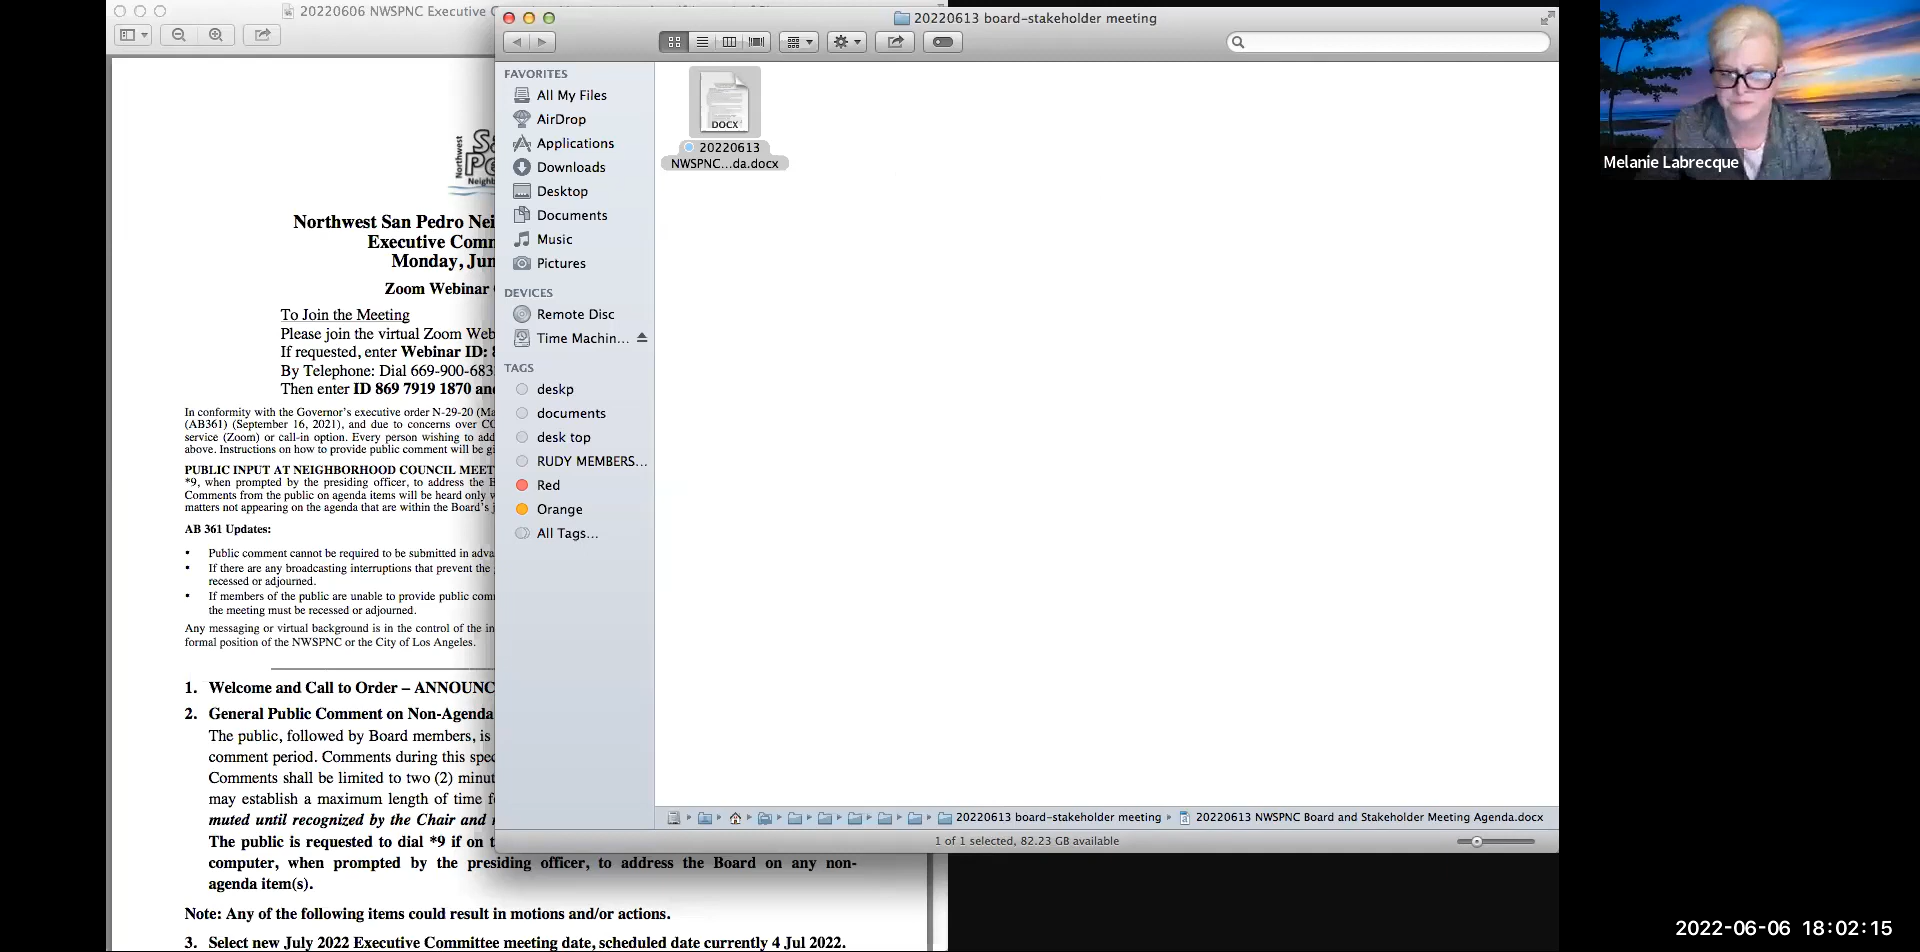 20220606 NWSPNC Executive C
Northwest
Neighb
Northwest San Pedro Nei
Executive Comm
Monday, Jun
Zoom Webinar
To Join the Meeting
Please join the virtual Zoom Web
If requested, enter Webinar ID: 8
By Telephone: Dial 669-900-683
Then enter ID 869 7919 1870 and
In conformity with the Governor's executive order N-29-20 (Ma
(AB361) (September 16, 2021), and due to concerns over CO
service (Zoom) or call-in option. Every person wishing to add
above. Instructions on how to provide public comment will be gi
PUBLIC INPUT AT NEIGHBORHOOD COUNCIL MEET
*9, when prompted by the presiding officer, to address the B
Comments from the public on agenda items will be heard only w
matters not appearing on the agenda that are within the Board's j
AB 361 Updates:
▪ Public comment cannot be required to be submitted in adva
▪ If there are any broadcasting interruptions that prevent the
recessed or adjourned.
▪ If members of the public are unable to provide public com
the meeting must be recessed or adjourned.
Any messaging or virtual background is in the control of the in
formal position of the NWSPNC or the City of Los Angeles.
1. Welcome and Call to Order – ANNOUNC
2. General Public Comment on Non-Agenda
The public, followed by Board members, is
comment period. Comments during this spec
Comments shall be limited to two (2) minut
may establish a maximum length of time f
muted until recognized by the Chair and
The public is requested to dial *9 if on t
computer, when prompted by the presiding officer, to address the Board on any non-
agenda item(s).
Note: Any of the following items could result in motions and/or actions.
3. Select new July 2022 Executive Committee meeting date, scheduled date currently 4 Jul 2022.
20220613 board-stakeholder meeting
FAVORITES
All My Files
AirDrop
Applications
Downloads
Desktop
Documents
Music
Pictures
DEVICES
Remote Disc
Time Machin...
TAGS
deskp
documents
desk top
RUDY MEMBERS...
Red
Orange
All Tags...
DOCX
20220613
NWSPNC...da.docx
20220613 board-stakeholder meeting 20220613 NWSPNC Board and Stakeholder Meeting Agenda.docx
1 of 1 selected, 82.23 GB available
Melanie Labrecque
2022-06-06 18:02:15